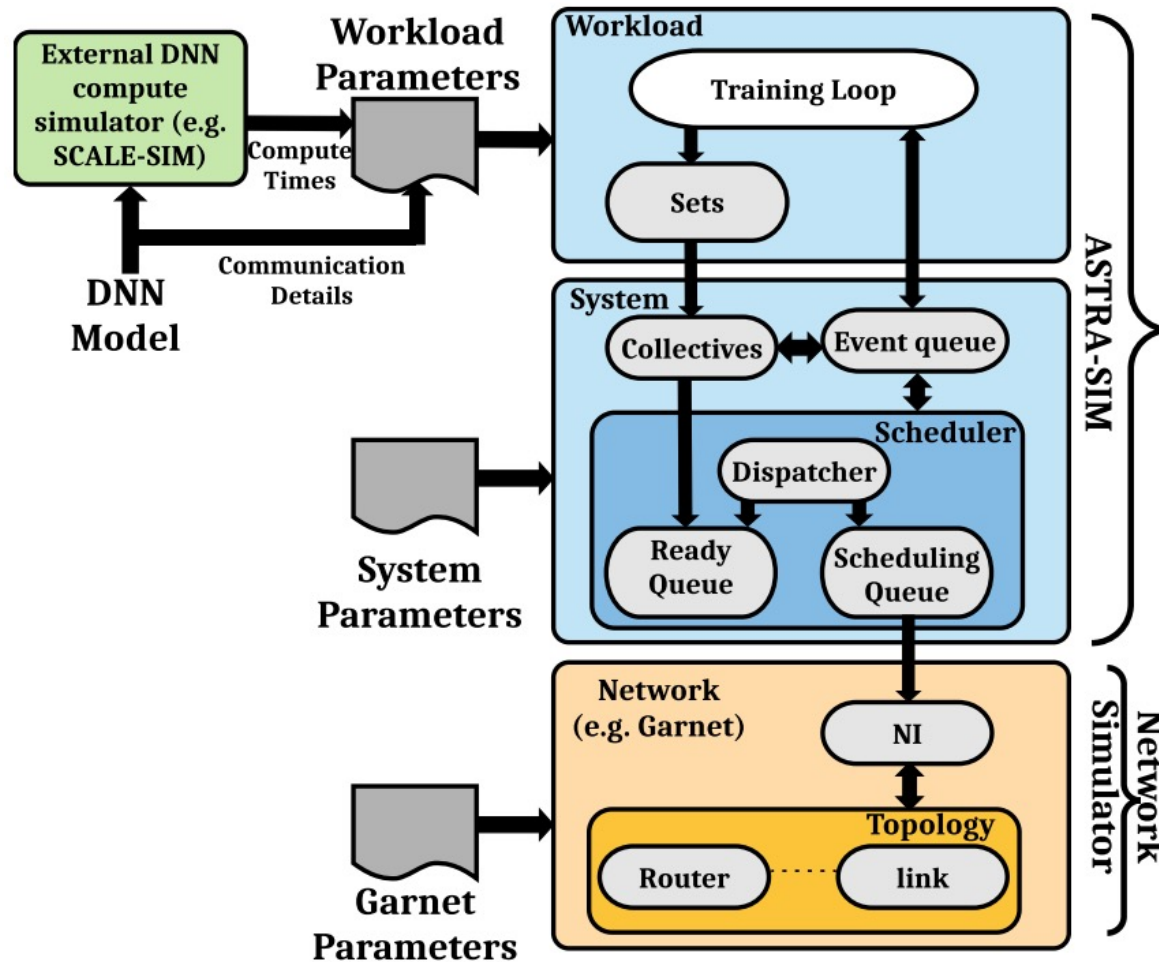 External DNN
compute
simulator (e.g.
SCALE-SIM)
Compute
Times
Workload
Parameters
Communication
Details
DNN
Model
Workload
Training Loop
Sets
System
Collectives
Event queue
Scheduler
Dispatcher
Ready
Queue
Scheduling
Queue
ASTRA-SIM
System
Parameters
Network
(e.g. Garnet)
NI
Topology
Router
link
Network
Simulator
Garnet
Parameters